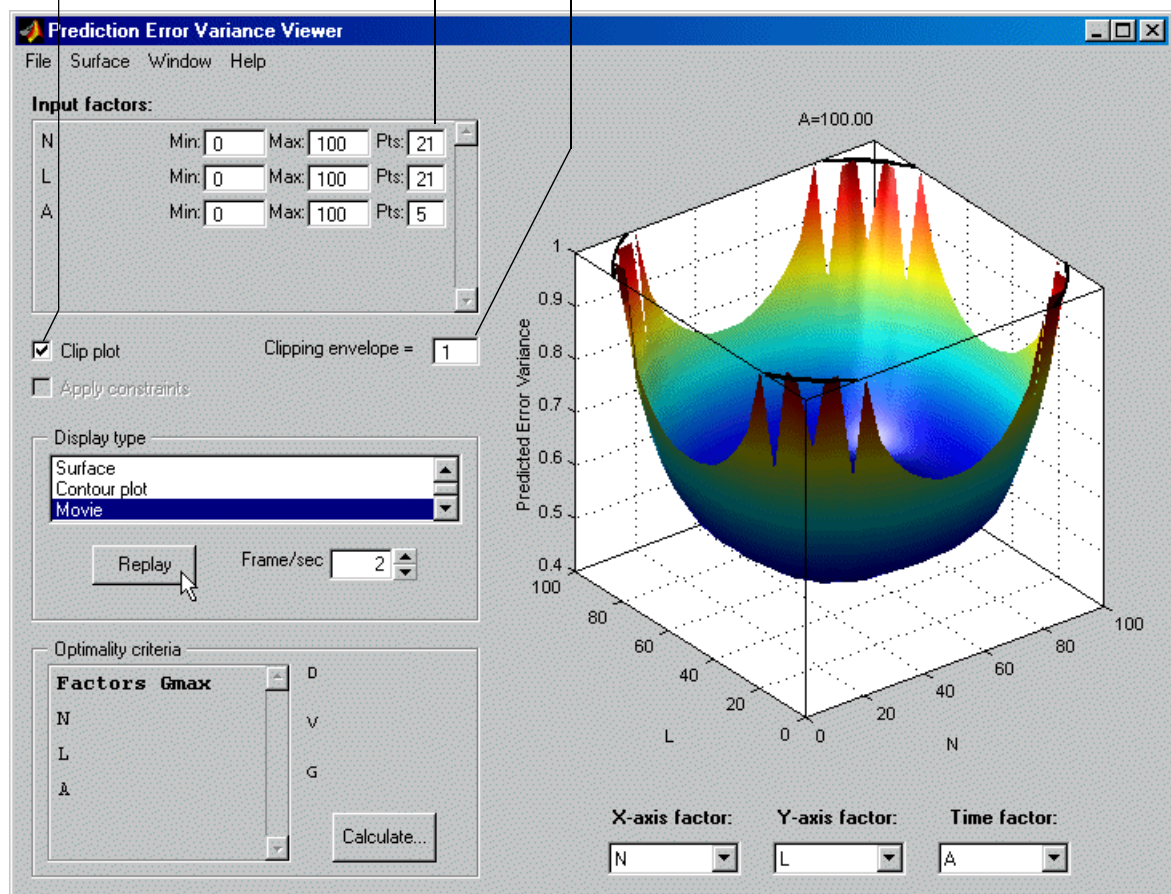 Prediction Error Variance Viewer
File Surface Window Help
Input factors:
N Min: 0 Max: 100 Pts: 21
L Min: 0 Max: 100 Pts: 21
A Min: 0 Max: 100 Pts: 5
Clip plot Clipping envelope = 1
Apply constraints
Display type
Surface
Contour plot
Movie
Replay Frame/sec 2
Optimality criteria
Factors Gmax
N
L
A
D
V
G
Calculate...
A=100.00
Predicted Error Variance
1
0.9
0.8
0.7
0.6
0.5
0.4
100
80
60
40
20
0
L
0
20
40
60
80
100
N
X-axis factor: Y-axis factor: Time factor:
N L A